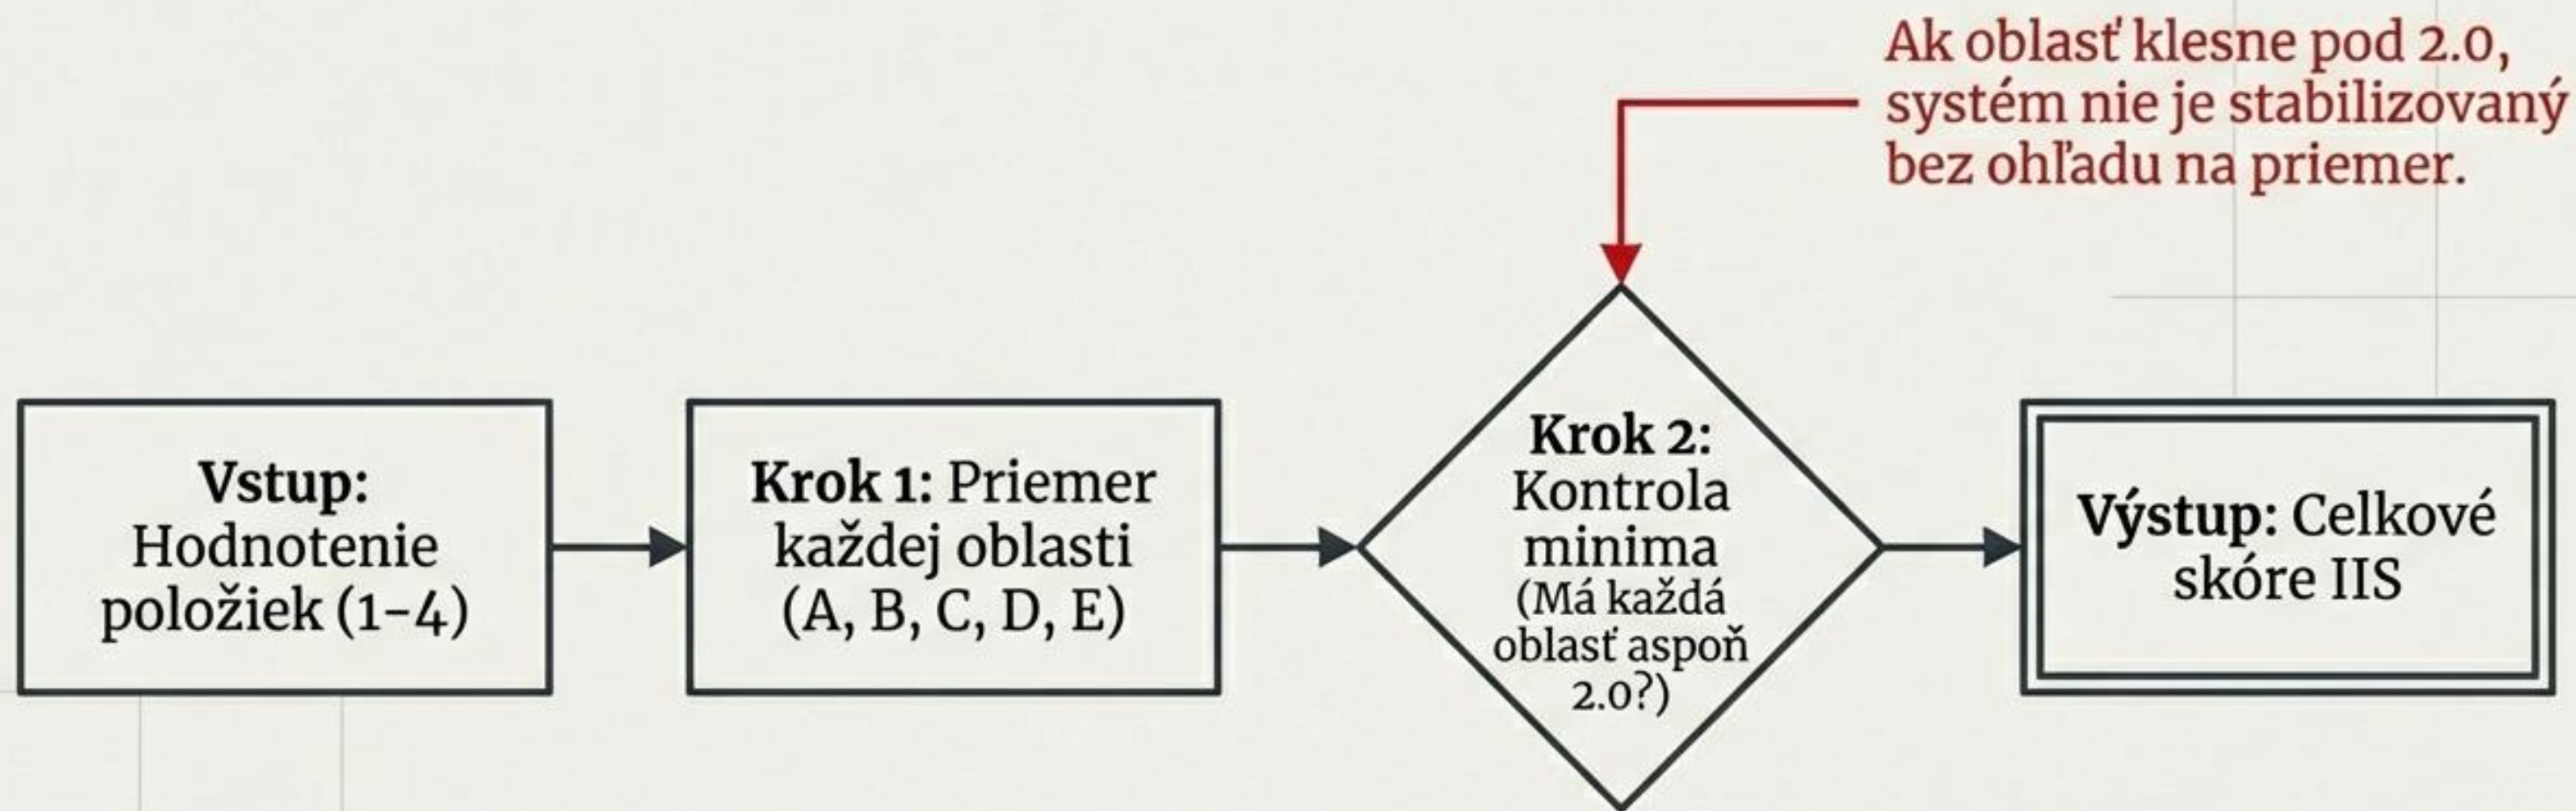 Ak oblasť klesne pod 2.0,
systém nie je stabilizovaný
bez ohľadu na priemer.
Vstup:
Hodnotenie
položiek (1–4)
Krok 1: Priemer
každej oblasti
(A, B, C, D, E)
Krok 2:
Kontrola
minima
(Má každá
oblasť aspoň
2.0?)
Výstup: Celkové
skóre IIS